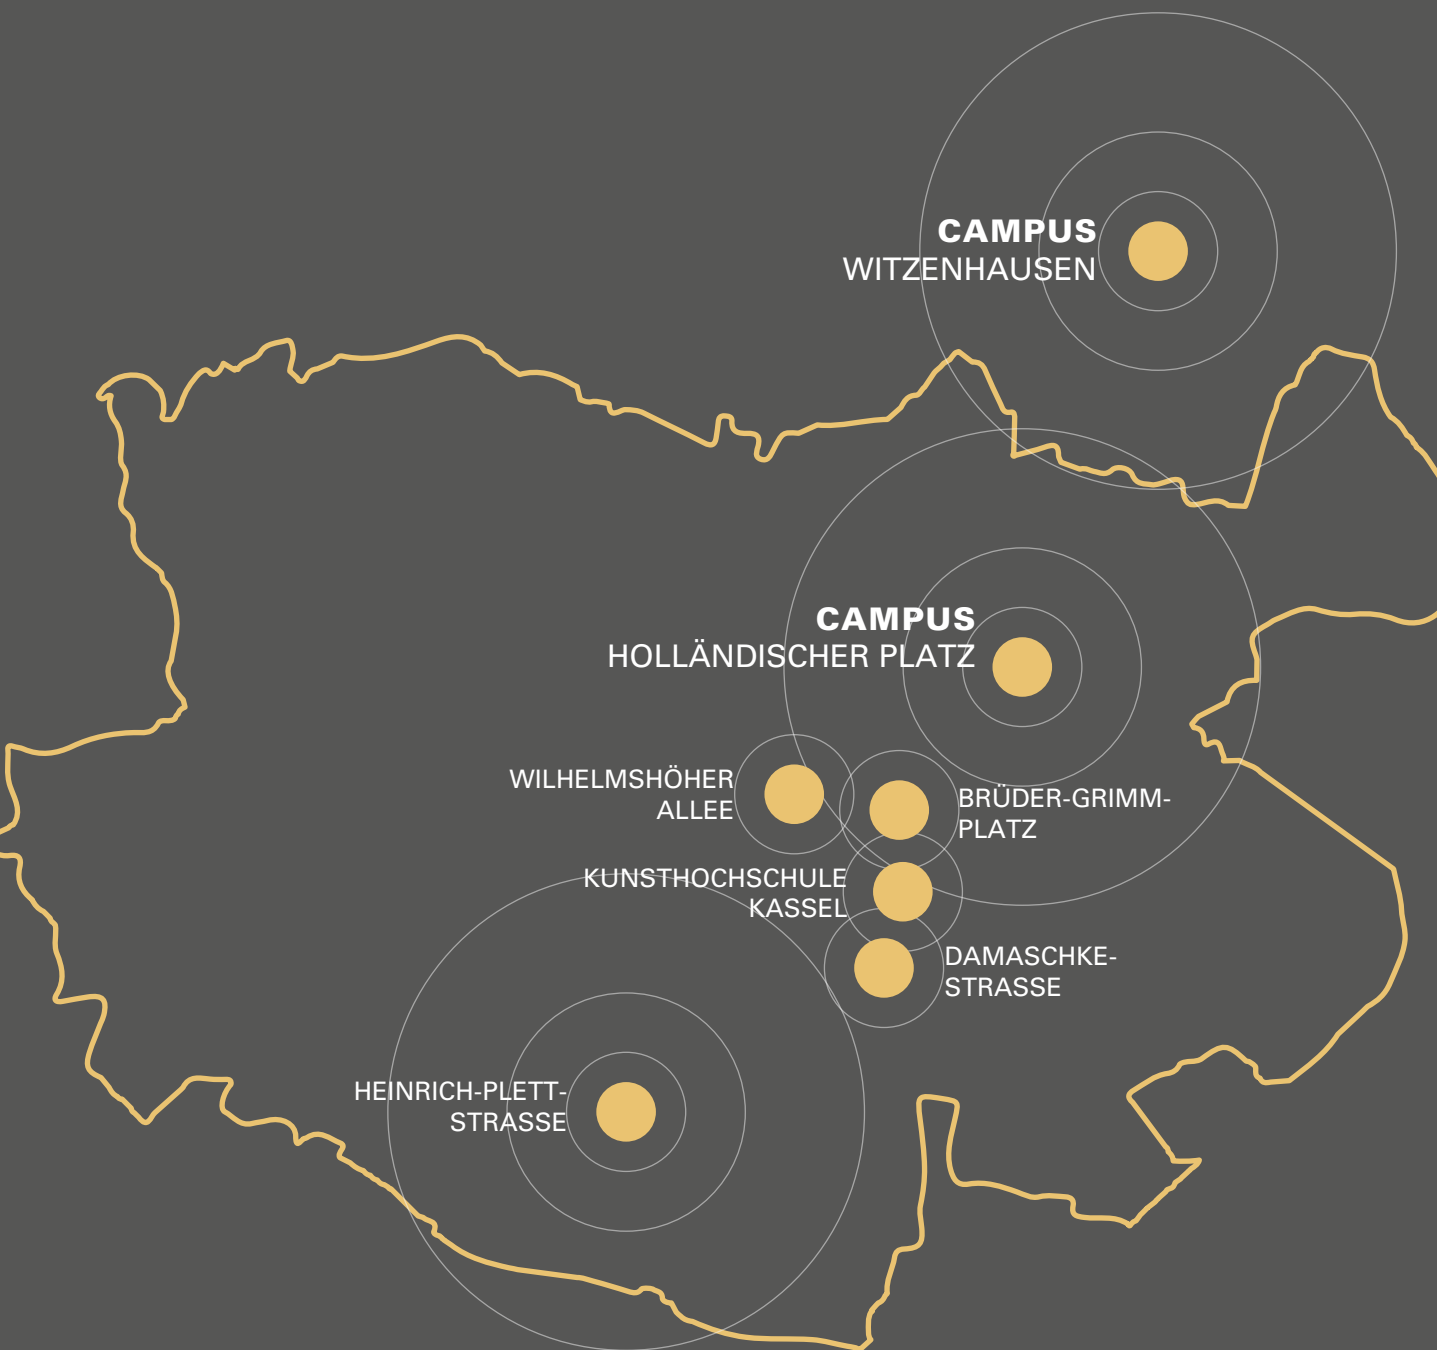 CAMPUS
WITZENHAUSEN
CAMPUS
HOLLÄNDISCHER PLATZ
WILHELMSHÖHER
ALLEE
BRÜDER-GRIMM-
PLATZ
KUNSTHOCHSCHULE
KASSEL
DAMASCHKE-
STRASSE
HEINRICH-PLETT-
STRASSE